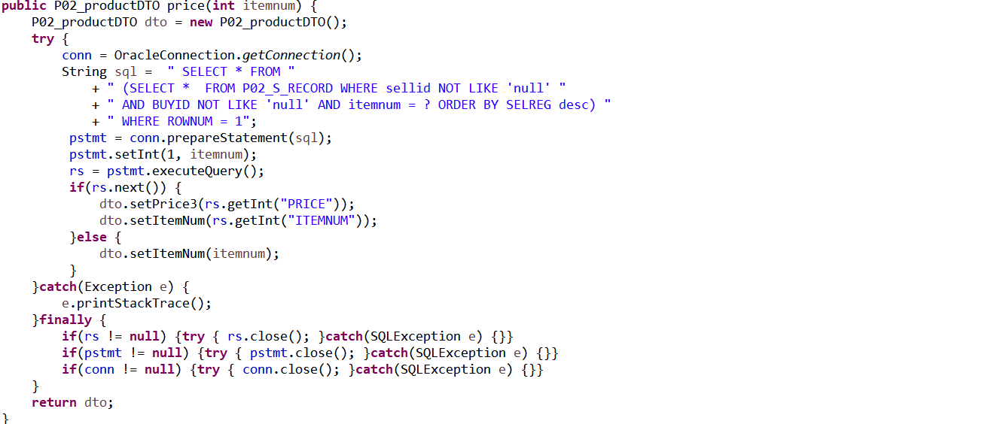 public P02_productDTO price(int itemnum) {
    P02_productDTO dto = new P02_productDTO();
    try {
        conn = OracleConnection.getConnection();
        String sql =  " SELECT * FROM "
            + " (SELECT *  FROM P02_S_RECORD WHERE sellid NOT LIKE 'null' "
            + " AND BUYID NOT LIKE 'null' AND itemnum = ? ORDER BY SELREG desc) "
            + " WHERE ROWNUM = 1";
         pstmt = conn.prepareStatement(sql);
         pstmt.setInt(1, itemnum);
         rs = pstmt.executeQuery();
         if(rs.next()) {
             dto.setPrice3(rs.getInt("PRICE"));
             dto.setItemNum(rs.getInt("ITEMNUM"));
         }else {
             dto.setItemNum(itemnum);
         }
    }catch(Exception e) {
        e.printStackTrace();
    }finally {
        if(rs != null) {try { rs.close(); }catch(SQLException e) {}}
        if(pstmt != null) {try { pstmt.close(); }catch(SQLException e) {}}
        if(conn != null) {try { conn.close(); }catch(SQLException e) {}}
    }
    return dto;
}